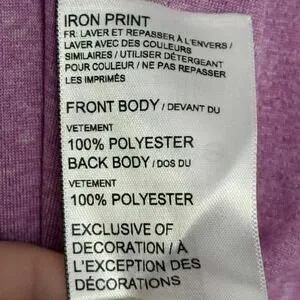 IRON PRINT
FR: LAVER ET REPASSER À L'ENVERS /
LAVER AVEC DES COULEURS
SIMILAIRES / UTILISER DÉTERGENT
POUR COULEUR / NE PAS REPASSER
LES IMPRIMÉS
FRONT BODY / DEVANT DU
VETEMENT
100% POLYESTER
BACK BODY / DOS DU
VETEMENT
100% POLYESTER
EXCLUSIVE OF
DECORATION / À
L'EXCEPTION DES
DÉCORATIONS